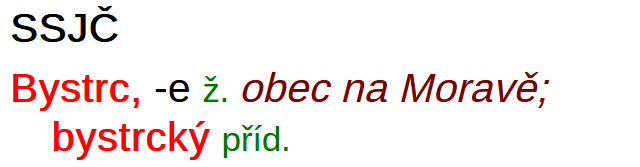 SSJČ
Bystrc, -e ž. obec na Moravě;
bystrcký příd.